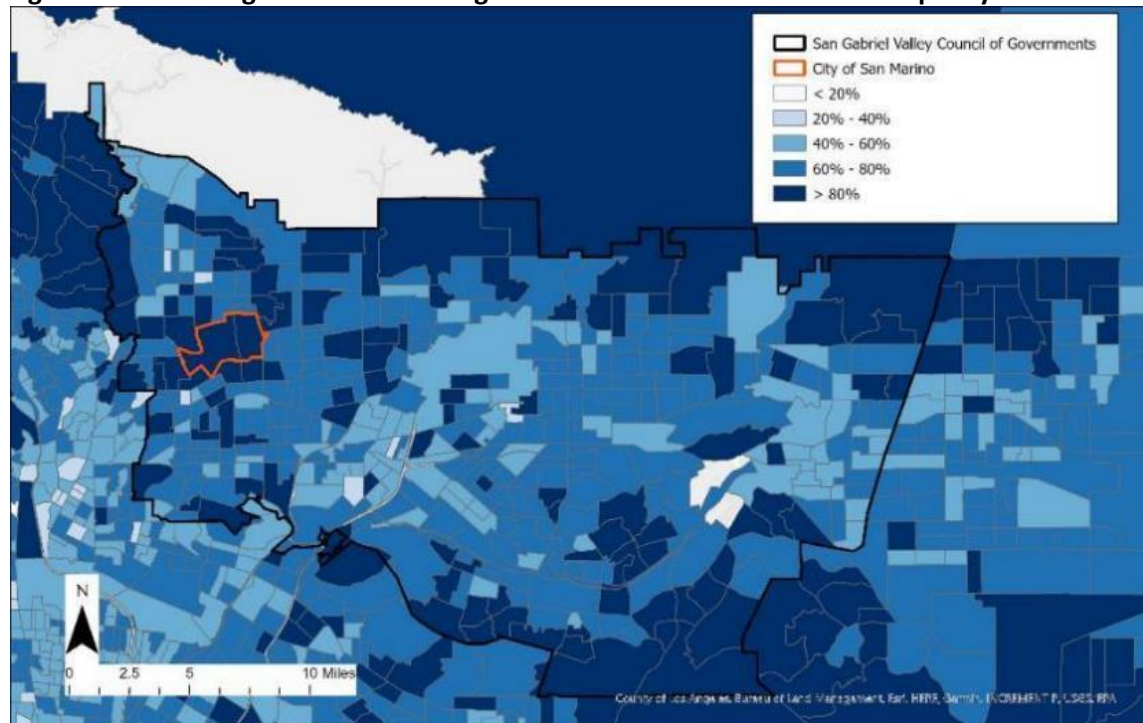 San Gabriel Valley Council of Governments
City of San Marino
< 20%
20% - 40%
40% - 60%
60% - 80%
> 80%
N
0 2.5 5 10 Miles
County of Los Angeles, Bureau of Land Management, Esri, HERE, Garmin, INCREMENT P, USGS, EPA